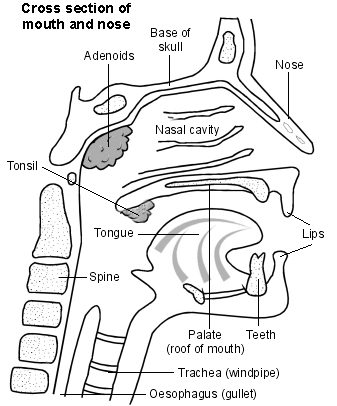 Cross section of
mouth and nose
Base of
skull
Adenoids
Nose
Nasal cavity
Tonsil
Tongue
Lips
Spine
Palate
(roof of mouth)
Teeth
Trachea (windpipe)
Oesophagus (gullet)